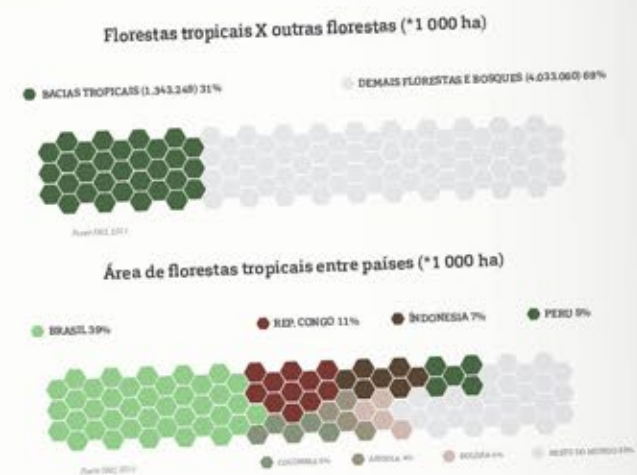 Florestas tropicais X outras florestas (*1 000 ha)
BACIAS TROPICAIS (1.343.248) 31%
DEMAIS FLORESTAS E BOSQUES (4.033.060) 69%
Área de florestas tropicais entre países (*1 000 ha)
BRASIL 39%
REP. CONGO 11%
INDONESIA 7%
PERU 5%
COLOMBIA
ANGOLA 4%
BOLIVIA
RESTO DO MUNDO